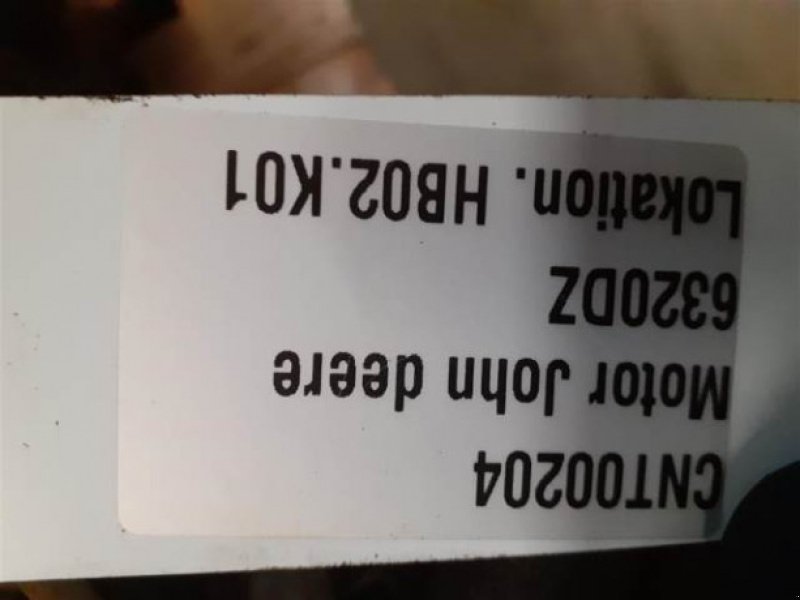 CNT00204
Motor John deere
6320DZ
Lokation. HB02.K01